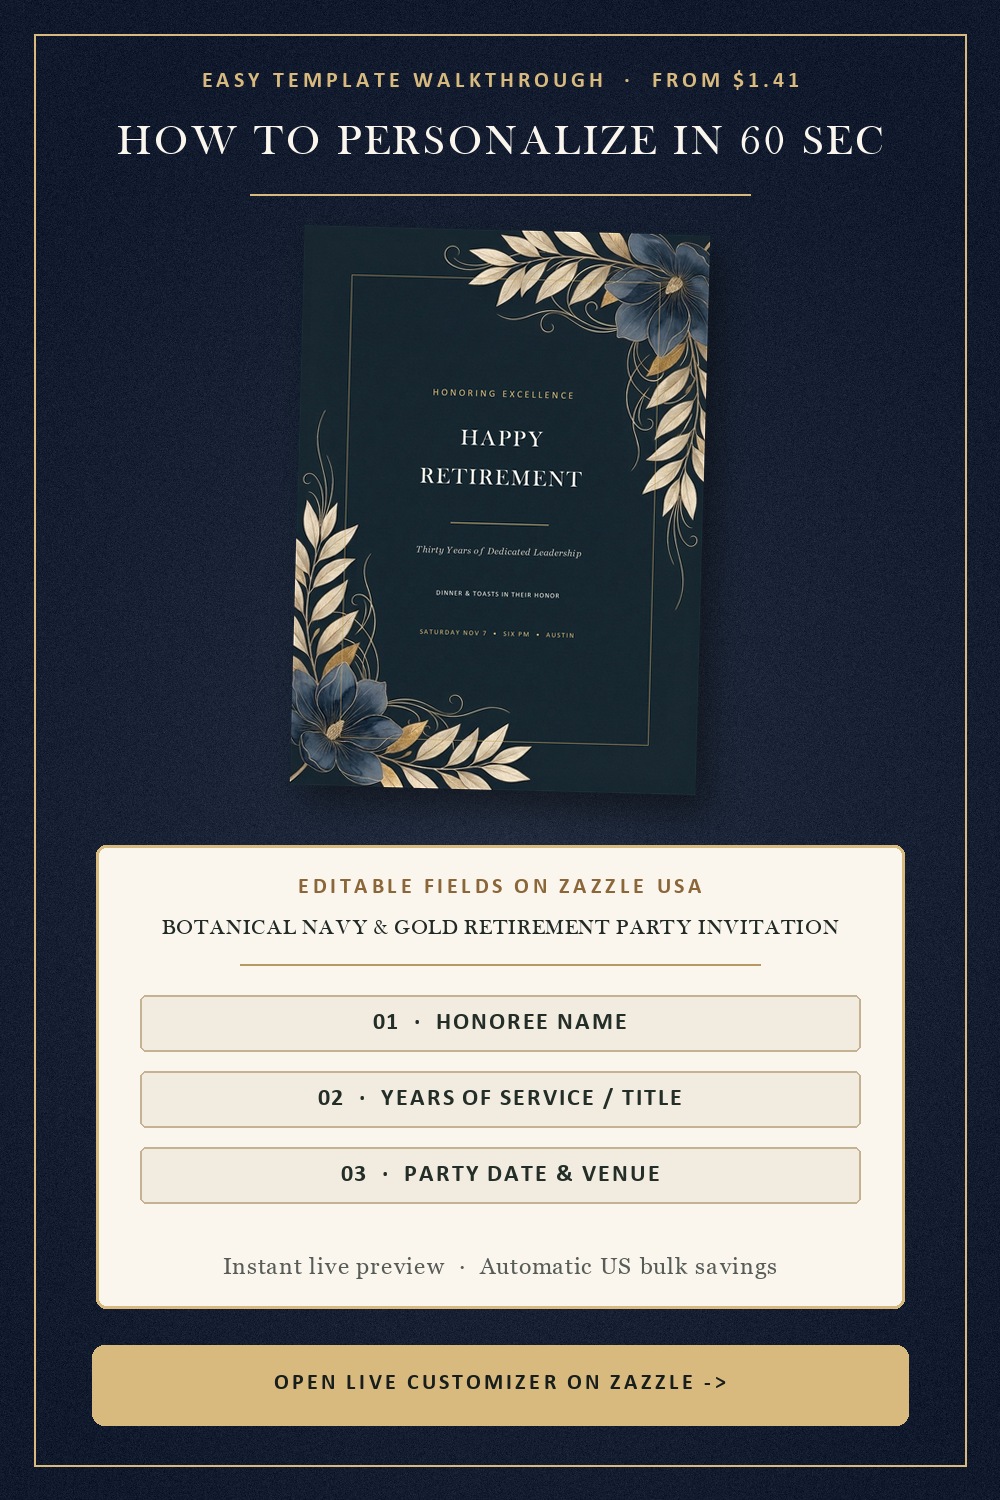 EASY TEMPLATE WALKTHROUGH · FROM $1.41
HOW TO PERSONALIZE IN 60 SEC
HONORING EXCELLENCE
HAPPY
RETIREMENT
Thirty Years of Dedicated Leadership
DINNER & TOASTS IN THEIR HONOR
SATURDAY NOV 7 • SIX PM • AUSTIN
EDITABLE FIELDS ON ZAZZLE USA
BOTANICAL NAVY & GOLD RETIREMENT PARTY INVITATION
01 · HONOREE NAME
02 · YEARS OF SERVICE / TITLE
03 · PARTY DATE & VENUE
Instant live preview · Automatic US bulk savings
OPEN LIVE CUSTOMIZER ON ZAZZLE ->